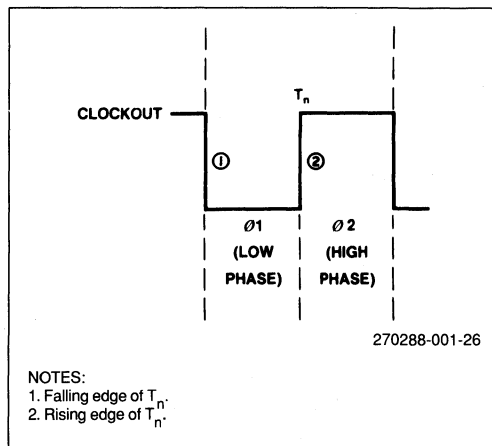 Tn
CLOCKOUT
① ②
Ø1 Ø2
(LOW (HIGH
PHASE) PHASE)
270288-001-26
NOTES:
1. Falling edge of Tn.
2. Rising edge of Tn.